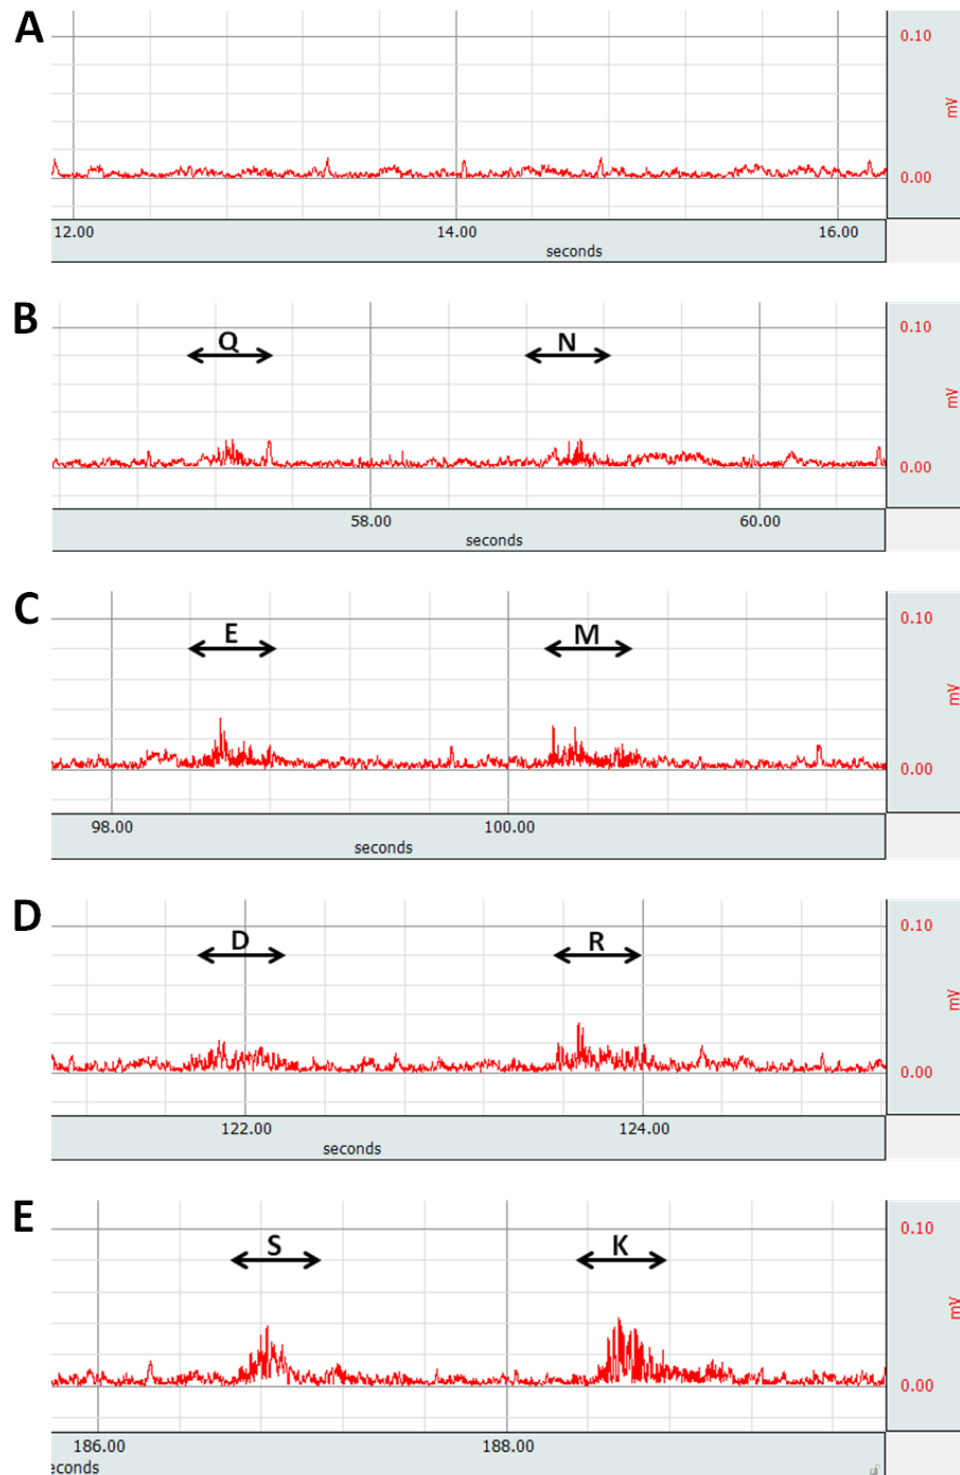 A
0.10
mV
0.00
12.00 14.00 16.00
seconds
B
Q N
0.10
mV
0.00
58.00 60.00
seconds
C
E M
0.10
mV
0.00
98.00 100.00
seconds
D
D R
0.10
mV
0.00
122.00 124.00
seconds
E
S K
0.10
mV
0.00
186.00 188.00
econds